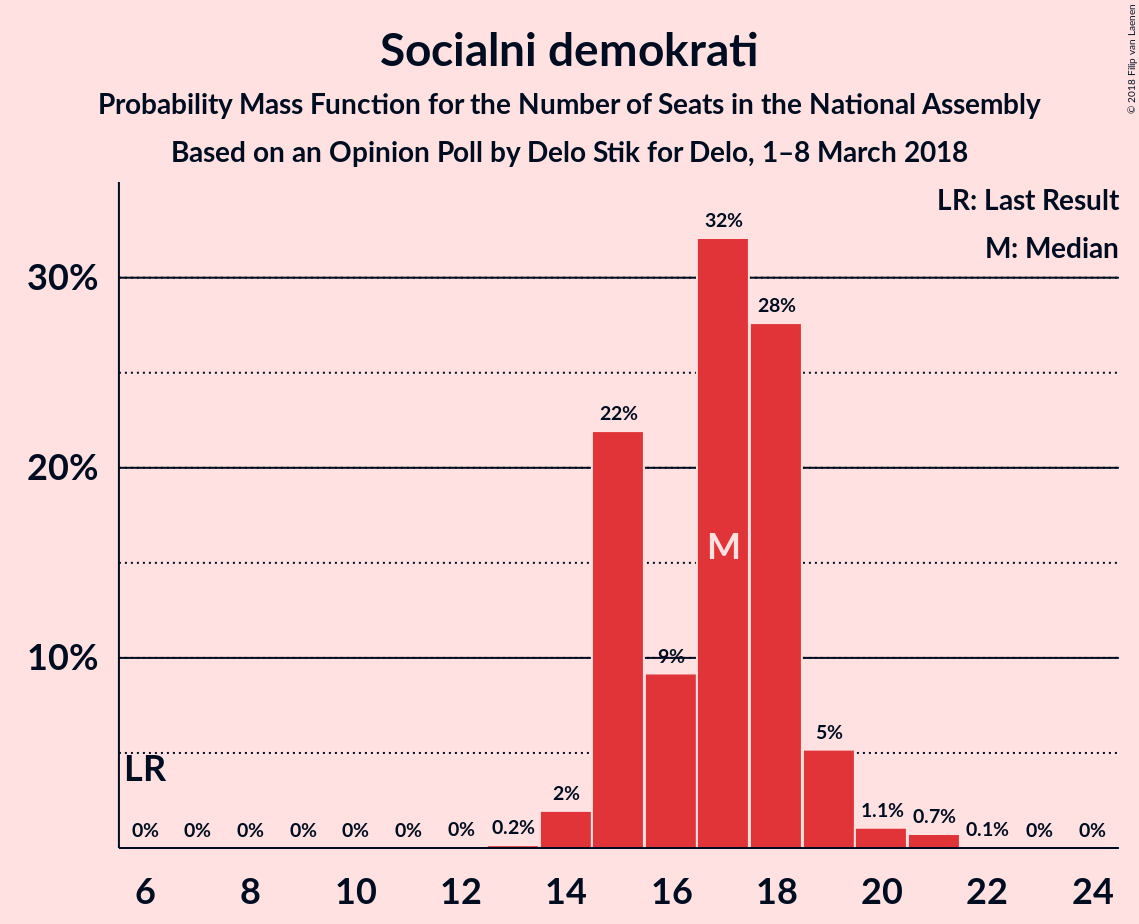 Socialni demokrati
Probability Mass Function for the Number of Seats in the National Assembly
Based on an Opinion Poll by Delo Stik for Delo, 1–8 March 2018
© 2018 Filip van Laenen
LR: Last Result
M: Median
30%
20%
10%
32%
28%
22%
9%
5%
2%
1.1%
0.7%
0.2%
0.1%
M
LR
0% 0% 0% 0% 0% 0% 0% 0% 0%
6 8 10 12 14 16 18 20 22 24